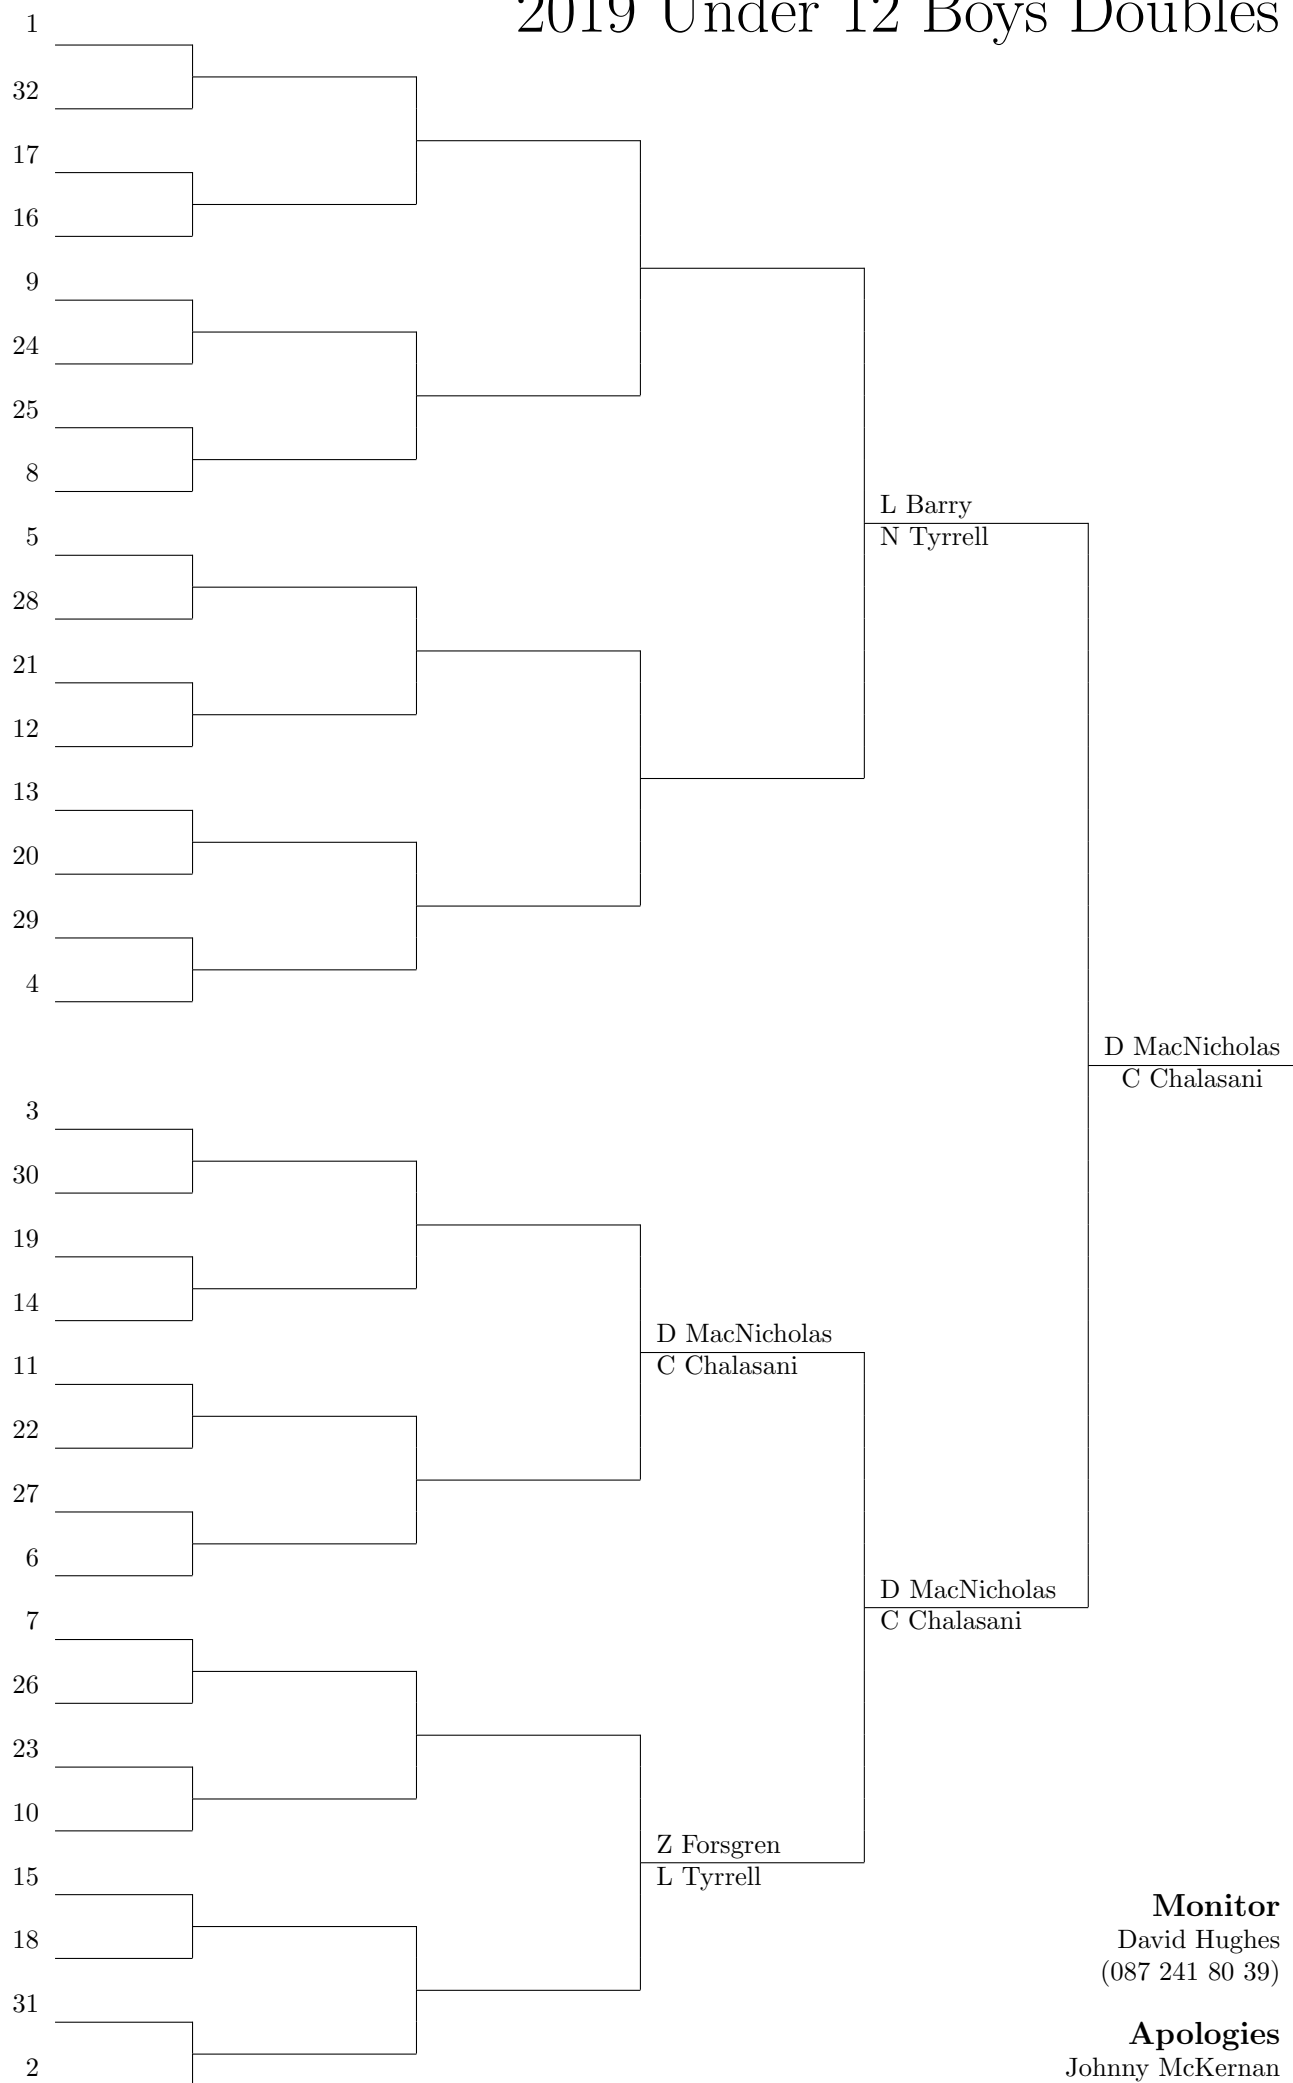 2019 Under 12 Boys Doubles
1
32
17
16
9
24
25
8
L Barry
N Tyrrell
5
28
21
12
13
20
29
4
D MacNicholas
C Chalasani
3
30
19
14
D MacNicholas
C Chalasani
11
22
27
6
D MacNicholas
C Chalasani
7
26
23
10
Z Forsgren
L Tyrrell
15
18
31
2
Monitor
David Hughes
(087 241 80 39)
Apologies
Johnny McKernan